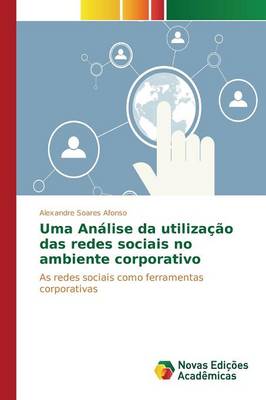 Alexandre Soares Afonso
Uma Análise da utilização
das redes sociais no
ambiente corporativo
As redes sociais como ferramentas
corporativas
Novas Edições
Acadêmicas